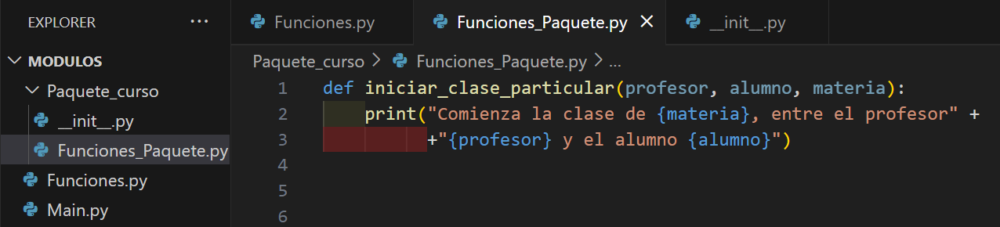 EXPLORER ···
Funciones.py
Funciones_Paquete.py ×
__init__.py
MODULOS
Paquete_curso
__init__.py
Funciones_Paquete.py
Funciones.py
Main.py
Paquete_curso > Funciones_Paquete.py > ...
1 def iniciar_clase_particular(profesor, alumno, materia):
2 print("Comienza la clase de {materia}, entre el profesor" +
3 +"{profesor} y el alumno {alumno}")
4
5
6